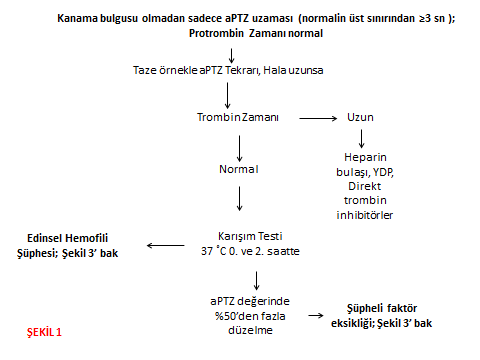 Kanama bulgusu olmadan sadece aPTZ uzaması (normalin üst sınırından ≥3 sn );
Protrombin Zamanı normal
Taze örnekle aPTZ Tekrarı, Hala uzunsa
Trombin Zamanı
Uzun
Normal
Heparin
bulaşı, YDP,
Direkt
trombin
inhibitörler
Karışım Testi
37 ˚C 0. ve 2. saatte
Edinsel Hemofili
Şüphesi; Şekil 3’ bak
aPTZ değerinde
%50’den fazla
düzelme
Şüpheli faktör
eksikliği; Şekil 3’ bak
ŞEKİL 1